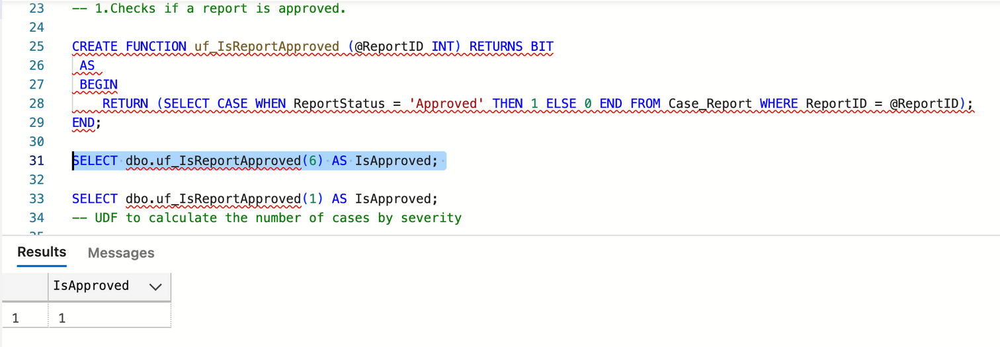 23 -- 1.Checks if a report is approved.
24
25 CREATE FUNCTION uf_IsReportApproved (@ReportID INT) RETURNS BIT
26 AS
27 BEGIN
28 RETURN (SELECT CASE WHEN ReportStatus = 'Approved' THEN 1 ELSE 0 END FROM Case_Report WHERE ReportID = @ReportID);
29 END;
30
31 SELECT dbo.uf_IsReportApproved(6) AS IsApproved;
32
33 SELECT dbo.uf_IsReportApproved(1) AS IsApproved;
34 -- UDF to calculate the number of cases by severity
Results Messages
IsApproved
1 1